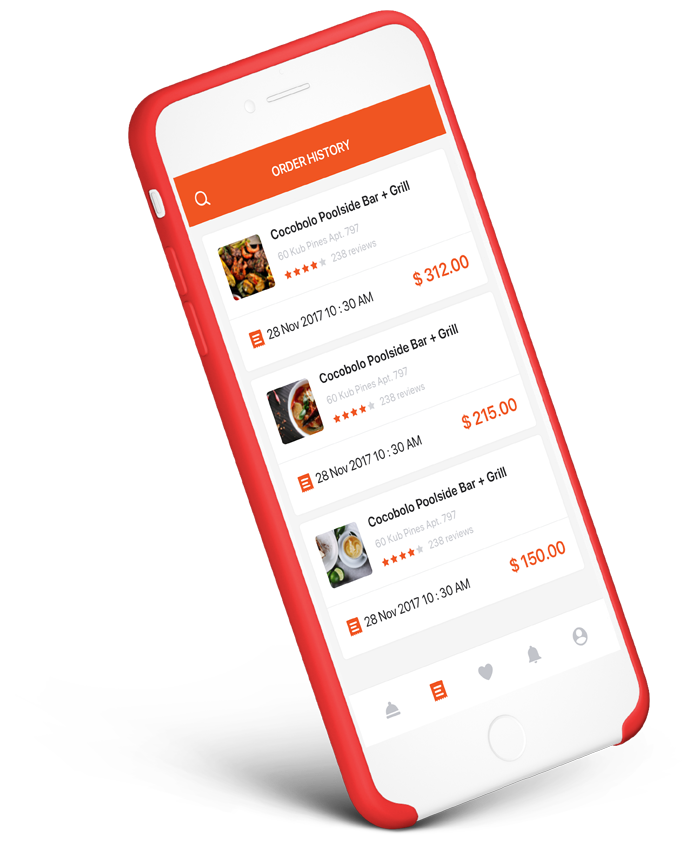 ORDER HISTORY
Cocobolo Poolside Bar + Grill
60 Kub Pines Apt. 797
238 reviews
$ 312.00
28 Nov 2017 10 : 30 AM
Cocobolo Poolside Bar + Grill
60 Kub Pines Apt. 797
238 reviews
$ 215.00
28 Nov 2017 10 : 30 AM
Cocobolo Poolside Bar + Grill
60 Kub Pines Apt. 797
238 reviews
$ 150.00
28 Nov 2017 10 : 30 AM